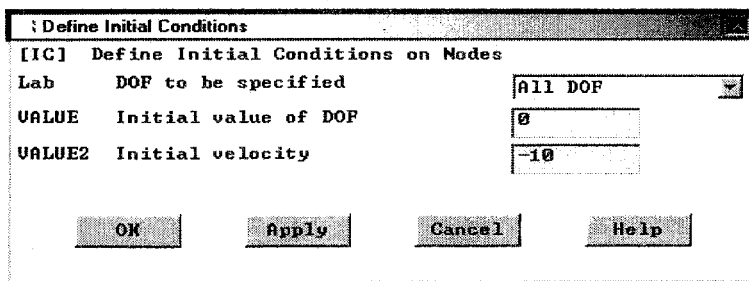 Define Initial Conditions
[IC] Define Initial Conditions on Nodes
Lab DOF to be specified All DOF
VALUE Initial value of DOF 0
VALUE2 Initial velocity -10
OK Apply Cancel Help